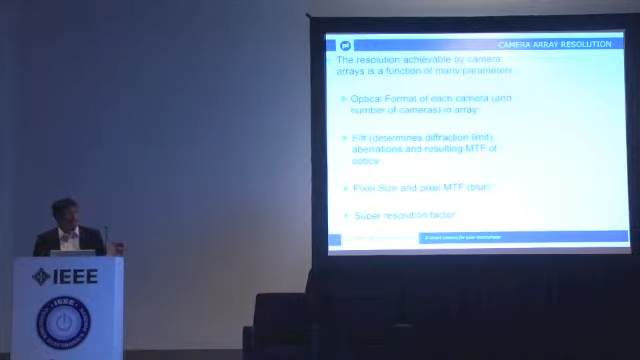 CAMERA ARRAY RESOLUTION
The resolution achievable by camera
arrays is a function of many parameters
Optical Format of each camera (and
number of cameras) in array
F/# (determines diffraction limit),
aberrations and resulting MTF of
optics
Pixel Size and pixel MTF (blur)
Super resolution factor
IEEE
IEEE